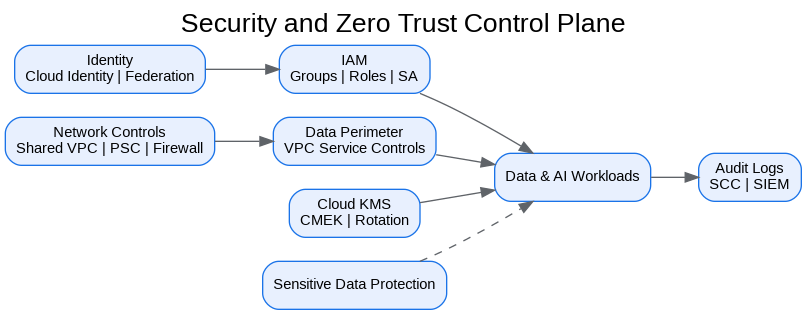 Security and Zero Trust Control Plane
Identity
Cloud Identity | Federation
IAM
Groups | Roles | SA
Network Controls
Shared VPC | PSC | Firewall
Data Perimeter
VPC Service Controls
Cloud KMS
CMEK | Rotation
Sensitive Data Protection
Data & AI Workloads
Audit Logs
SCC | SIEM